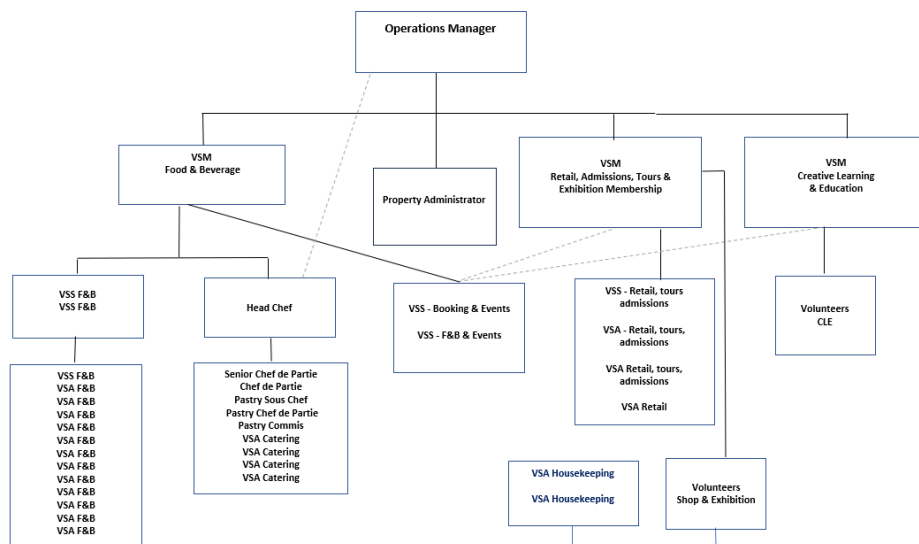 Operations Manager
VSM
Food & Beverage
Property Administrator
VSM
Retail, Admissions, Tours &
Exhibition Membership
VSM
Creative Learning
& Education
VSS F&B
VSS F&B
Head Chef
VSS - Booking & Events
VSS - F&B & Events
VSS - Retail, tours
admissions
VSA - Retail, tours,
admissions
VSA Retail, tours,
admissions
VSA Retail
Volunteers
CLE
VSS F&B
VSA F&B
VSA F&B
VSA F&B
VSA F&B
VSA F&B
VSA F&B
VSA F&B
VSA F&B
VSA F&B
VSA F&B
VSA F&B
VSA F&B
Senior Chef de Partie
Chef de Partie
Pastry Sous Chef
Pastry Chef de Partie
Pastry Commis
VSA Catering
VSA Catering
VSA Catering
VSA Catering
VSA Housekeeping
VSA Housekeeping
Volunteers
Shop & Exhibition